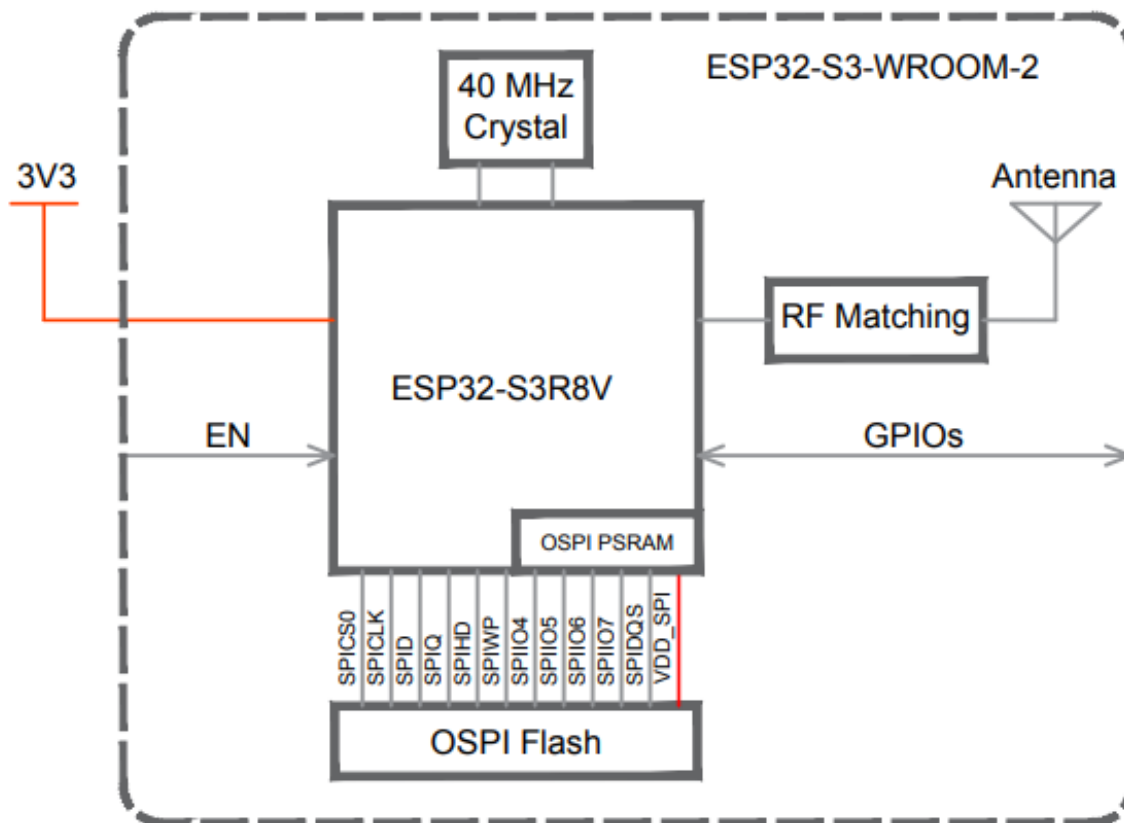 ESP32-S3-WROOM-2
40 MHz
Crystal
3V3
Antenna
RF Matching
ESP32-S3R8V
EN
GPIOs
OSPI PSRAM
SPICS0
SPICLK
SPID
SPIQ
SPIHD
SPIWP
SPIIO4
SPIIO5
SPIIO6
SPIIO7
SPIDQS
VDD_SPI
OSPI Flash